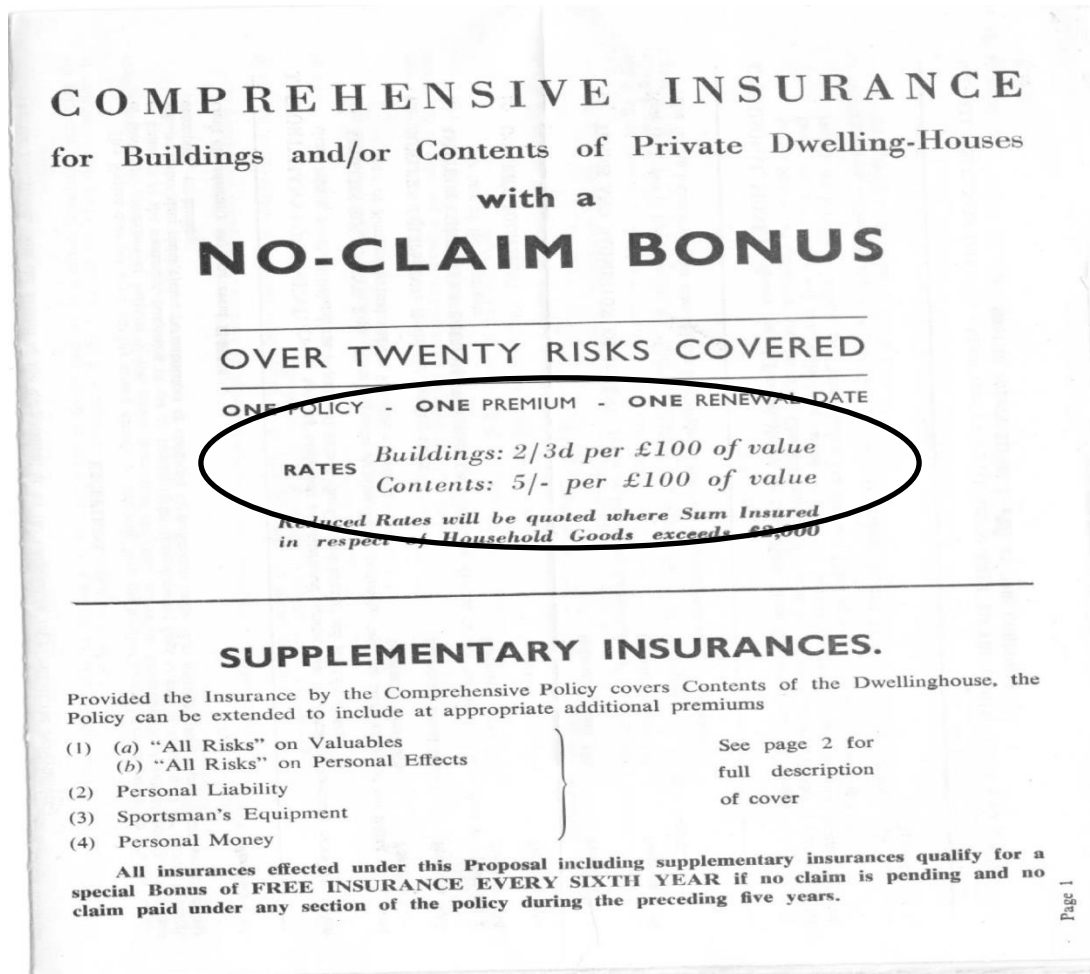 COMPREHENSIVE INSURANCE
for Buildings and/or Contents of Private Dwelling-Houses
with a
NO-CLAIM BONUS
OVER TWENTY RISKS COVERED
ONE POLICY - ONE PREMIUM - ONE RENEWAL DATE
RATES
Buildings: 2/3d per £100 of value
Contents: 5/- per £100 of value
Reduced Rates will be quoted where Sum Insured
in respect of Household Goods exceeds £2,000
SUPPLEMENTARY INSURANCES.
Provided the Insurance by the Comprehensive Policy covers Contents of the Dwellinghouse, the
Policy can be extended to include at appropriate additional premiums
(1) (a) "All Risks" on Valuables
(b) "All Risks" on Personal Effects
(2) Personal Liability
(3) Sportsman's Equipment
(4) Personal Money
See page 2 for
full description
of cover
All insurances effected under this Proposal including supplementary insurances qualify for a
special Bonus of FREE INSURANCE EVERY SIXTH YEAR if no claim is pending and no
claim paid under any section of the policy during the preceding five years.
Page 1